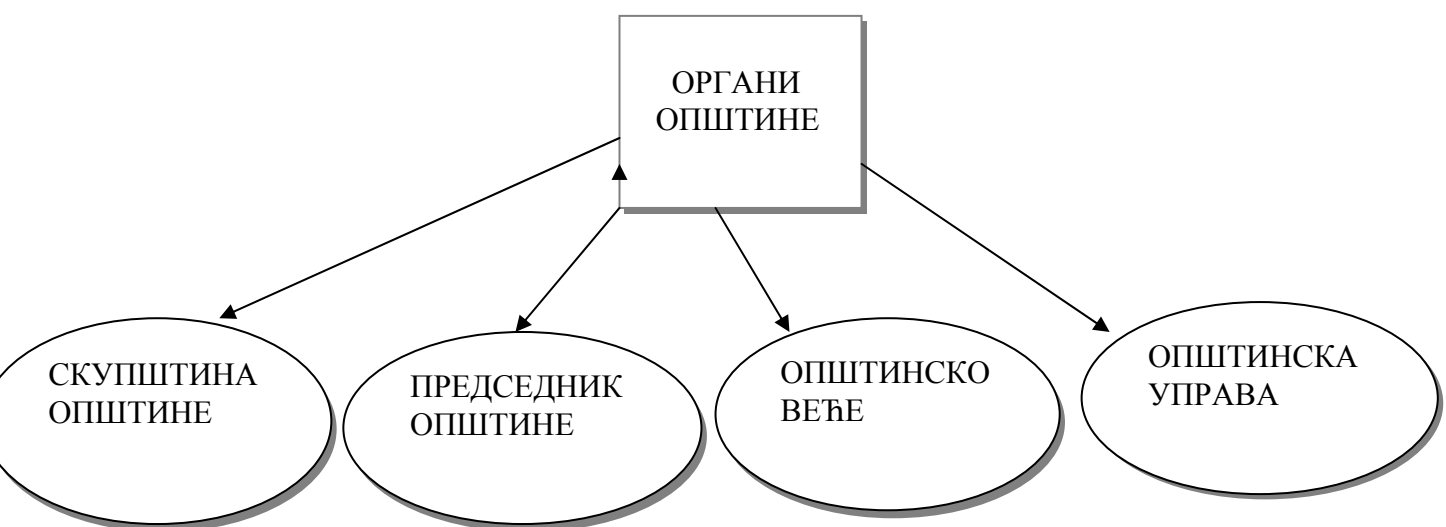 ОРГАНИ
ОПШТИНЕ
СКУПШТИНА
ОПШТИНЕ
ПРЕДСЕДНИК
ОПШТИНЕ
ОПШТИНСКО
ВЕЋЕ
ОПШТИНСКА
УПРАВА